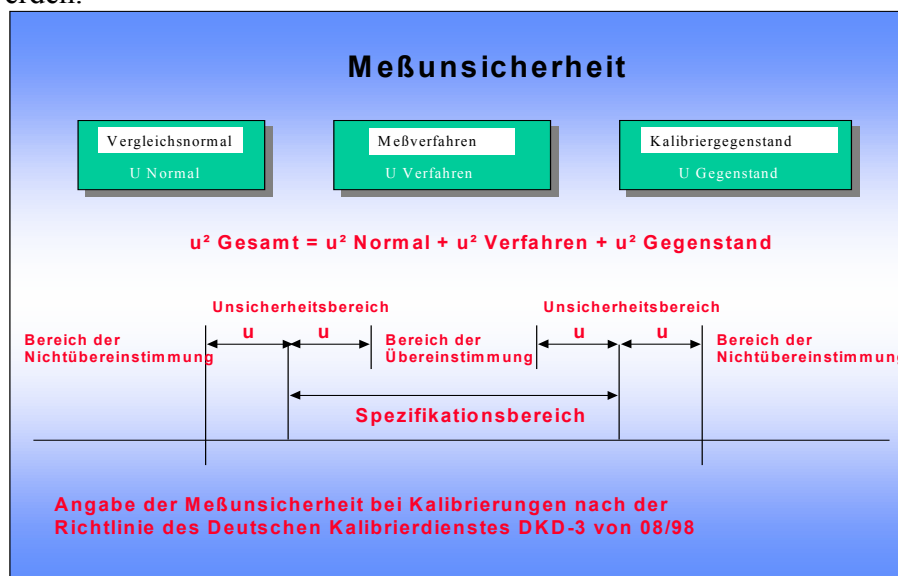 erden.
Meßunsicherheit
Vergleichsnormal
U Normal
Meßverfahren
U Verfahren
Kalibriergegenstand
U Gegenstand
u² Gesamt = u² Normal + u² Verfahren + u² Gegenstand
Unsicherheitsbereich
u u
Unsicherheitsbereich
u u
Bereich der
Nichtübereinstimmung
Bereich der
Übereinstimmung
Bereich der
Nichtübereinstimmung
Spezifikationsbereich
Angabe der Meßunsicherheit bei Kalibrierungen nach der
Richtlinie des Deutschen Kalibrierdienstes DKD-3 von 08/98